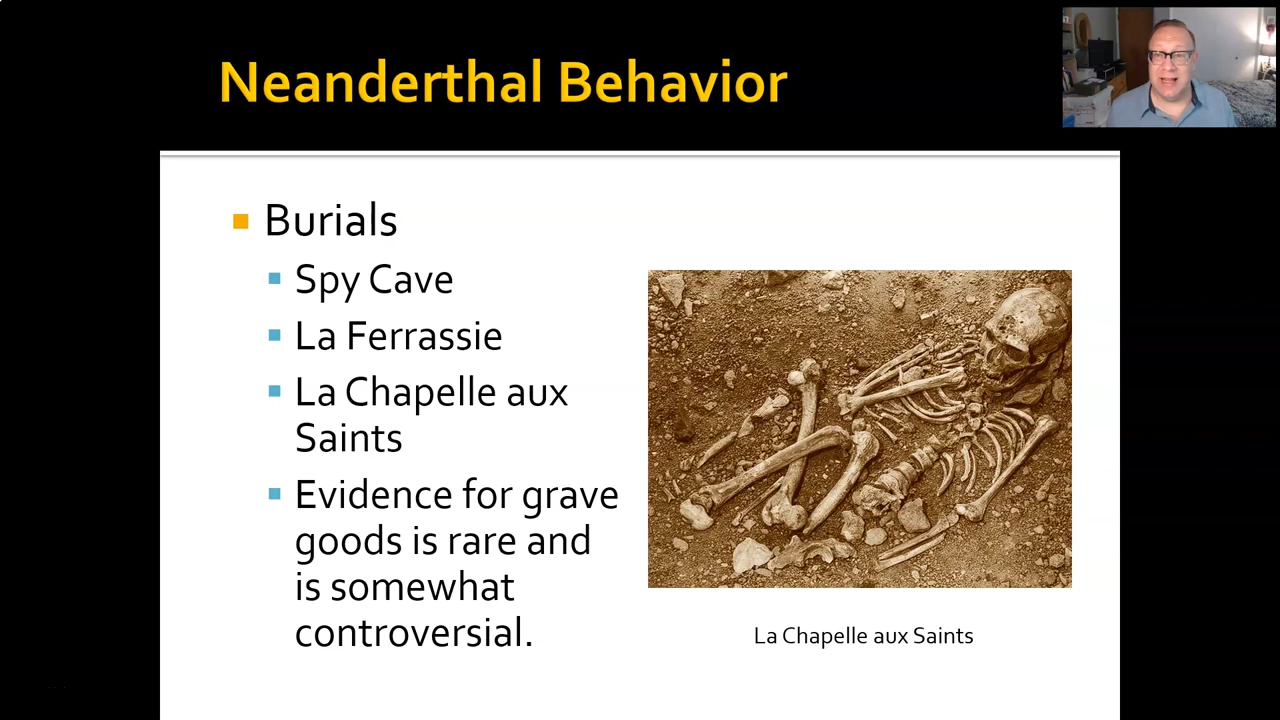 Neanderthal Behavior
Burials
Spy Cave
La Ferrassie
La Chapelle aux
Saints
Evidence for grave
goods is rare and
is somewhat
controversial.
La Chapelle aux Saints